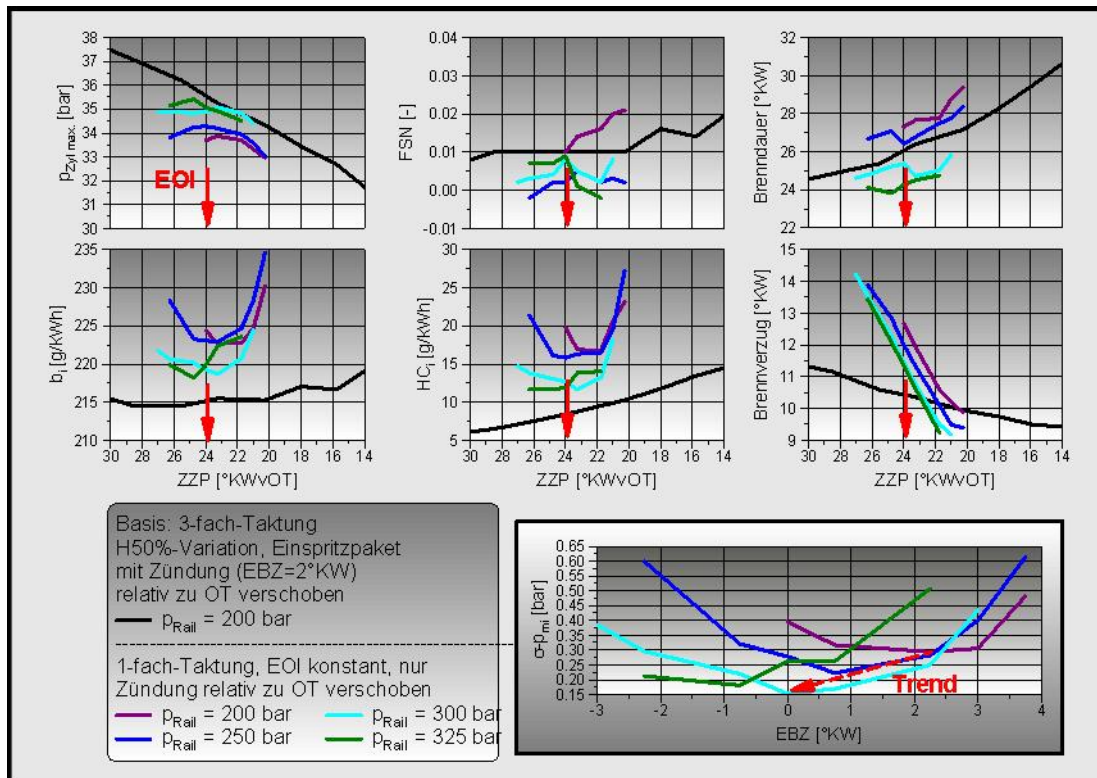 38
37
36
35
34
33
32
31
30
p_Zyl max. [bar]
EOI
0.04
0.03
0.02
0.01
0.00
-0.01
FSN [-]
32
30
28
26
24
22
Brenndauer [°KW]
235
230
225
220
215
210
b_i [g/kWh]
30 28 26 24 22 20 18 16 14
ZZP [°KWvOT]
30
25
20
15
10
5
HC_i [g/kWh]
30 28 26 24 22 20 18 16 14
ZZP [°KWvOT]
15
14
13
12
11
10
9
Brennverzug [°KW]
30 28 26 24 22 20 18 16 14
ZZP [°KWvOT]
Basis: 3-fach-Taktung
H50%-Variation, Einspritzpaket
mit Zündung (EBZ=2°KW)
relativ zu OT verschoben
p_Rail = 200 bar
1-fach-Taktung, EOI konstant, nur
Zündung relativ zu OT verschoben
p_Rail = 200 bar p_Rail = 300 bar
p_Rail = 250 bar p_Rail = 325 bar
0.65
0.60
0.55
0.50
0.45
0.40
0.35
0.30
0.25
0.20
0.15
σ-p_mi [bar]
Trend
-3 -2 -1 0 1 2 3 4
EBZ [°KW]